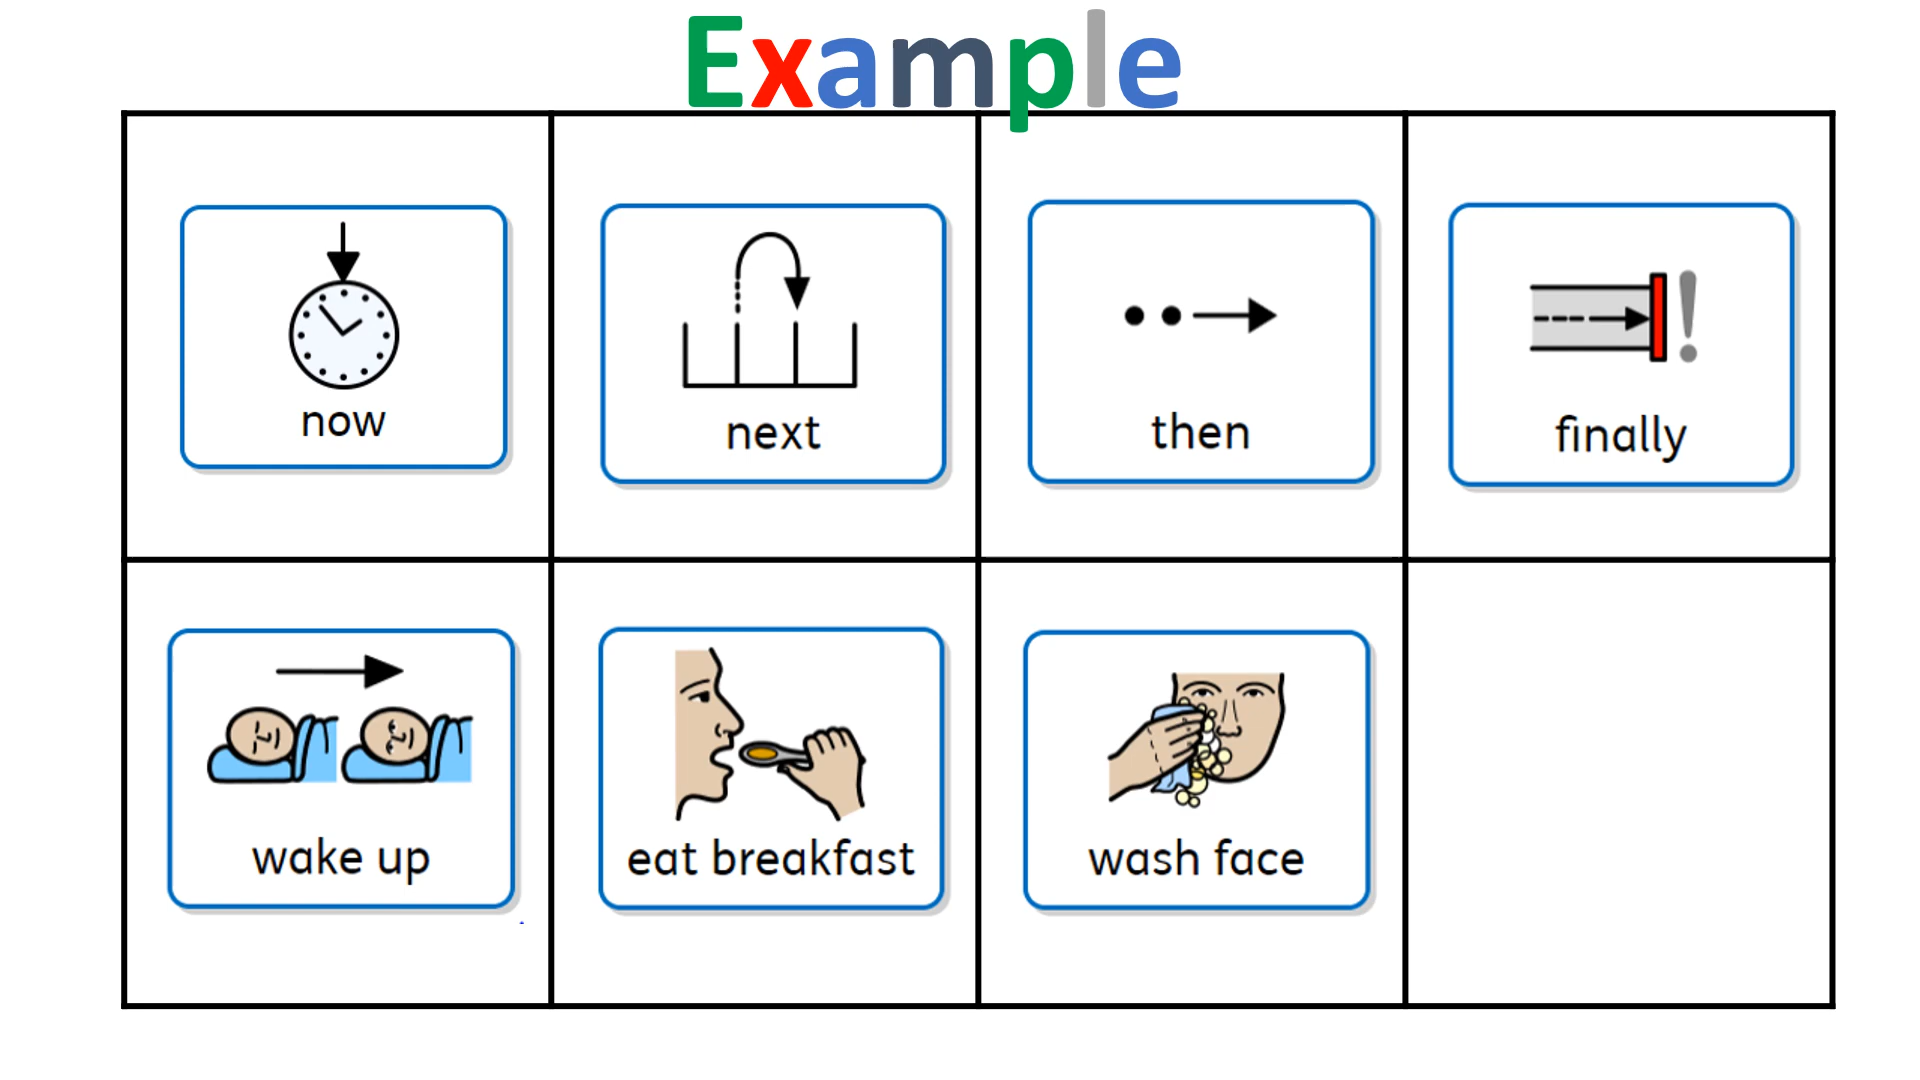 Example
now
next
then
finally
wake up
eat breakfast
wash face